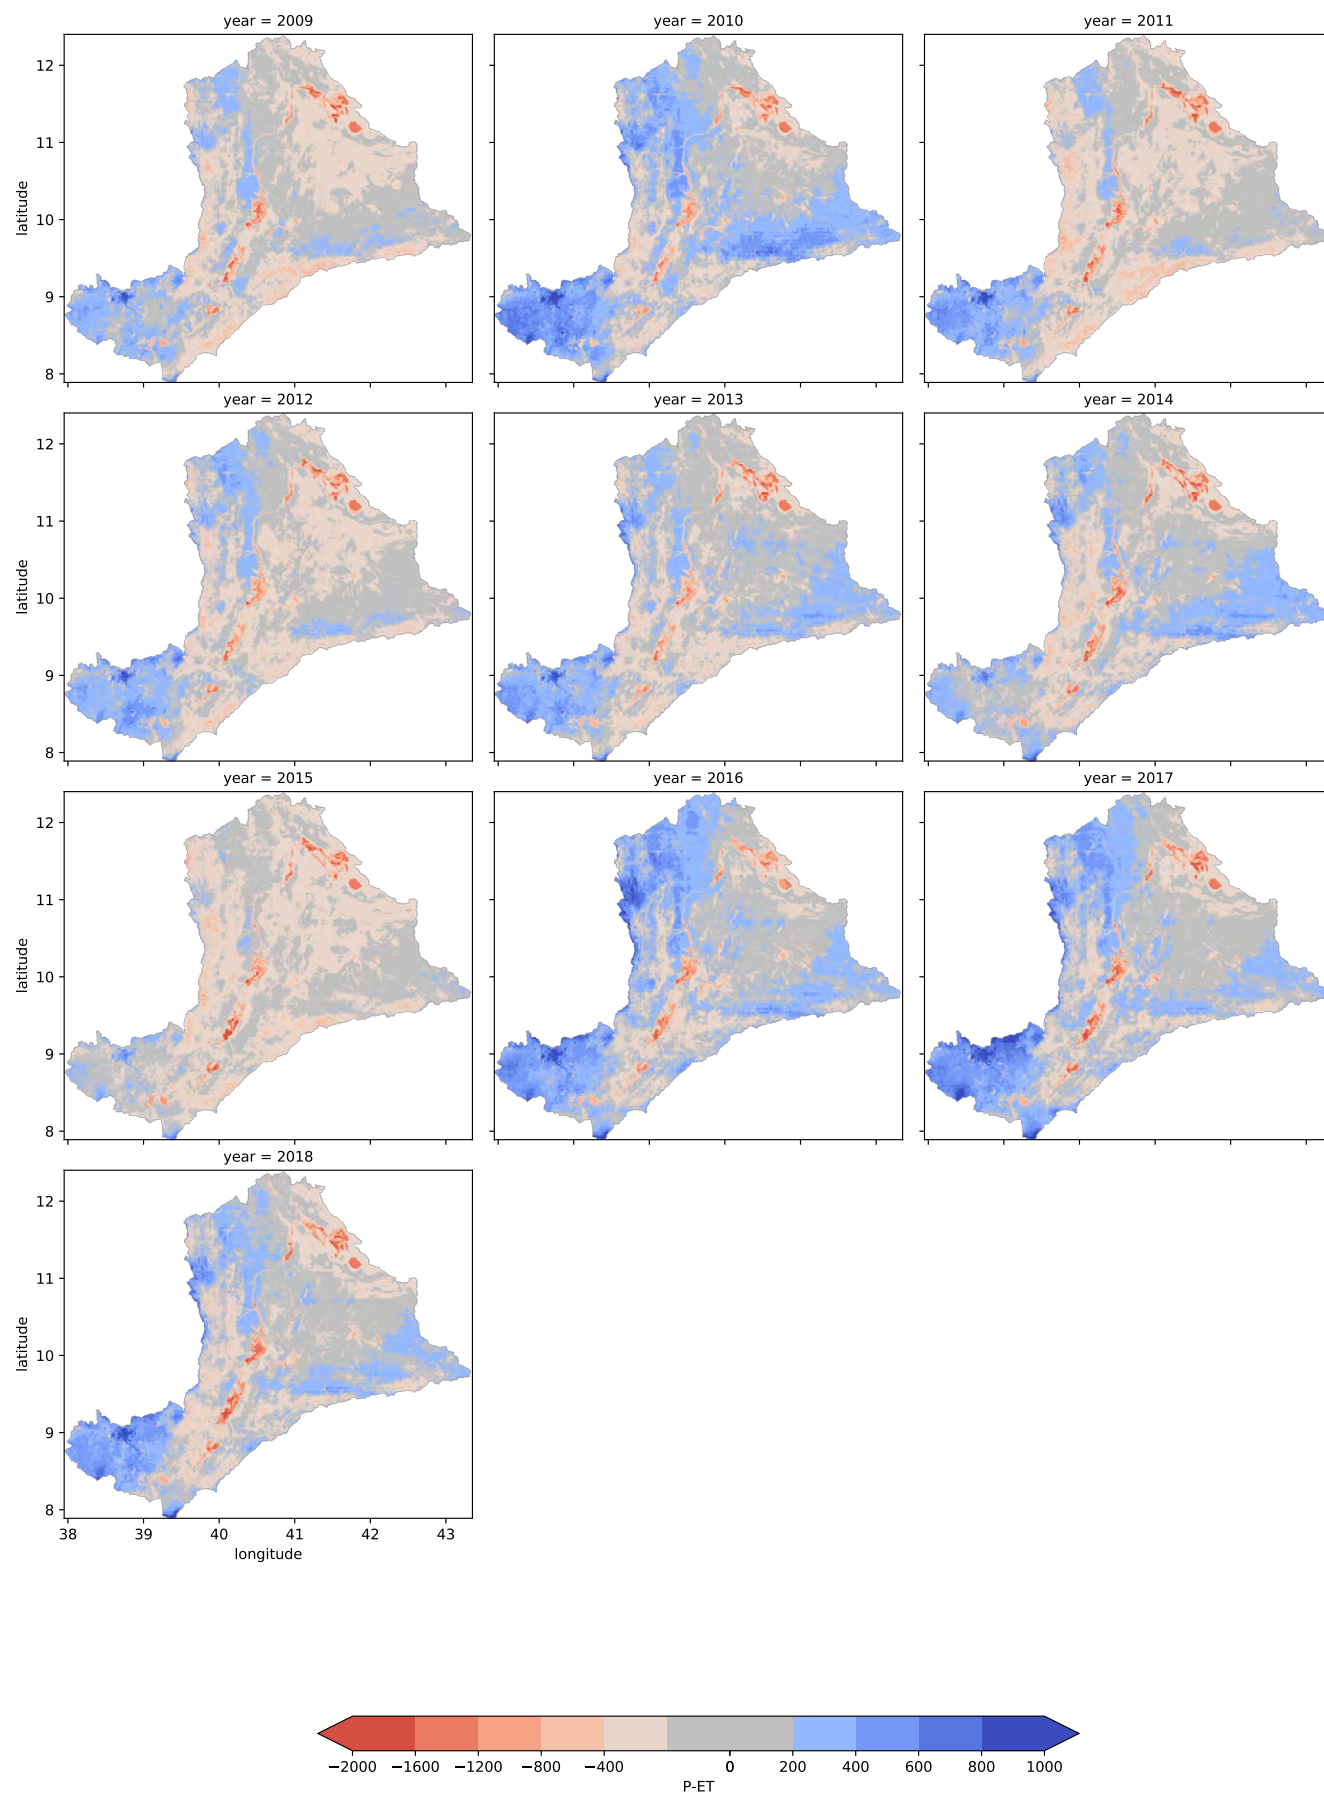 year = 2009
year = 2010
year = 2011
12
11
10
9
8
latitude
year = 2012
year = 2013
year = 2014
12
11
10
9
8
latitude
year = 2015
year = 2016
year = 2017
12
11
10
9
8
latitude
year = 2018
12
11
10
9
8
latitude
38 39 40 41 42 43
longitude
−2000 −1600 −1200 −800 −400 0 200 400 600 800 1000
P-ET